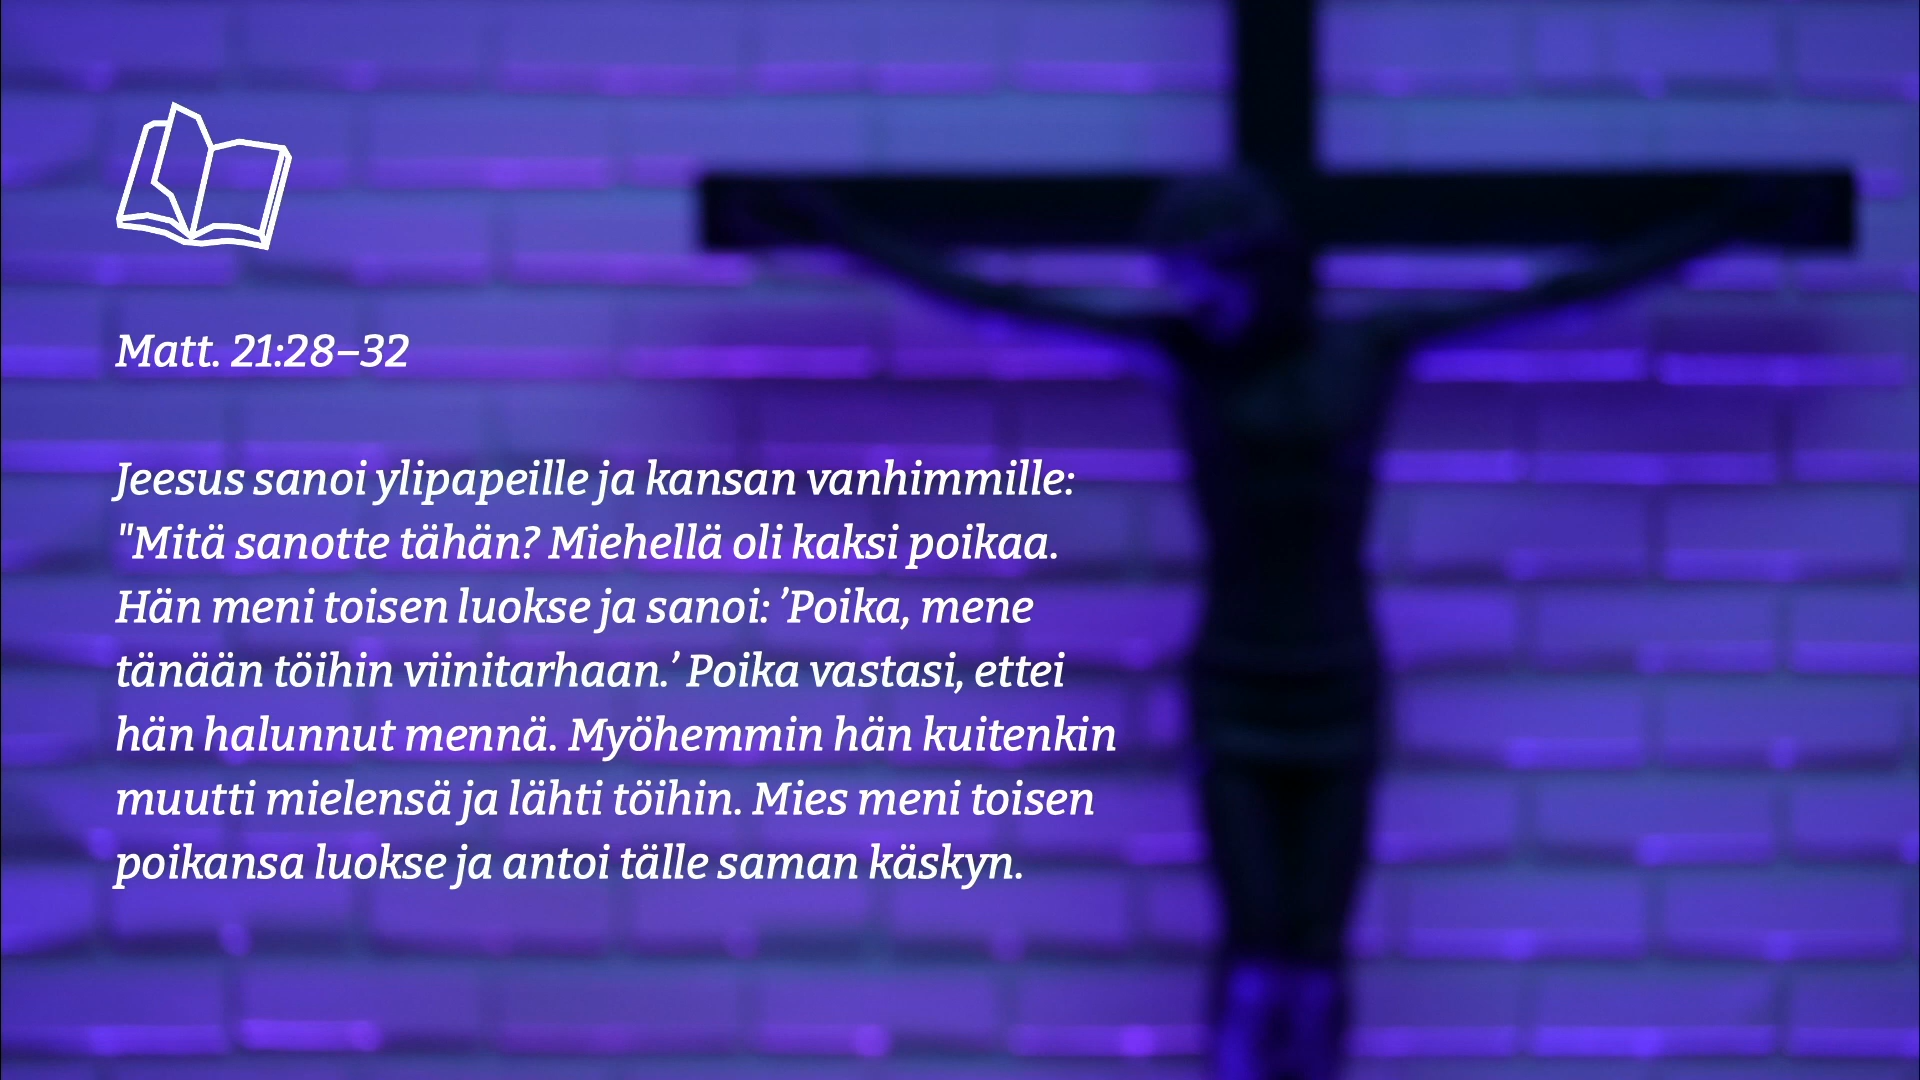 Matt. 21:28–32
Jeesus sanoi ylipapeille ja kansan vanhimmille:
"Mitä sanotte tähän? Miehellä oli kaksi poikaa.
Hän meni toisen luokse ja sanoi: ’Poika, mene
tänään töihin viinitarhaan.’ Poika vastasi, ettei
hän halunnut mennä. Myöhemmin hän kuitenkin
muutti mielensä ja lähti töihin. Mies meni toisen
poikansa luokse ja antoi tälle saman käskyn.